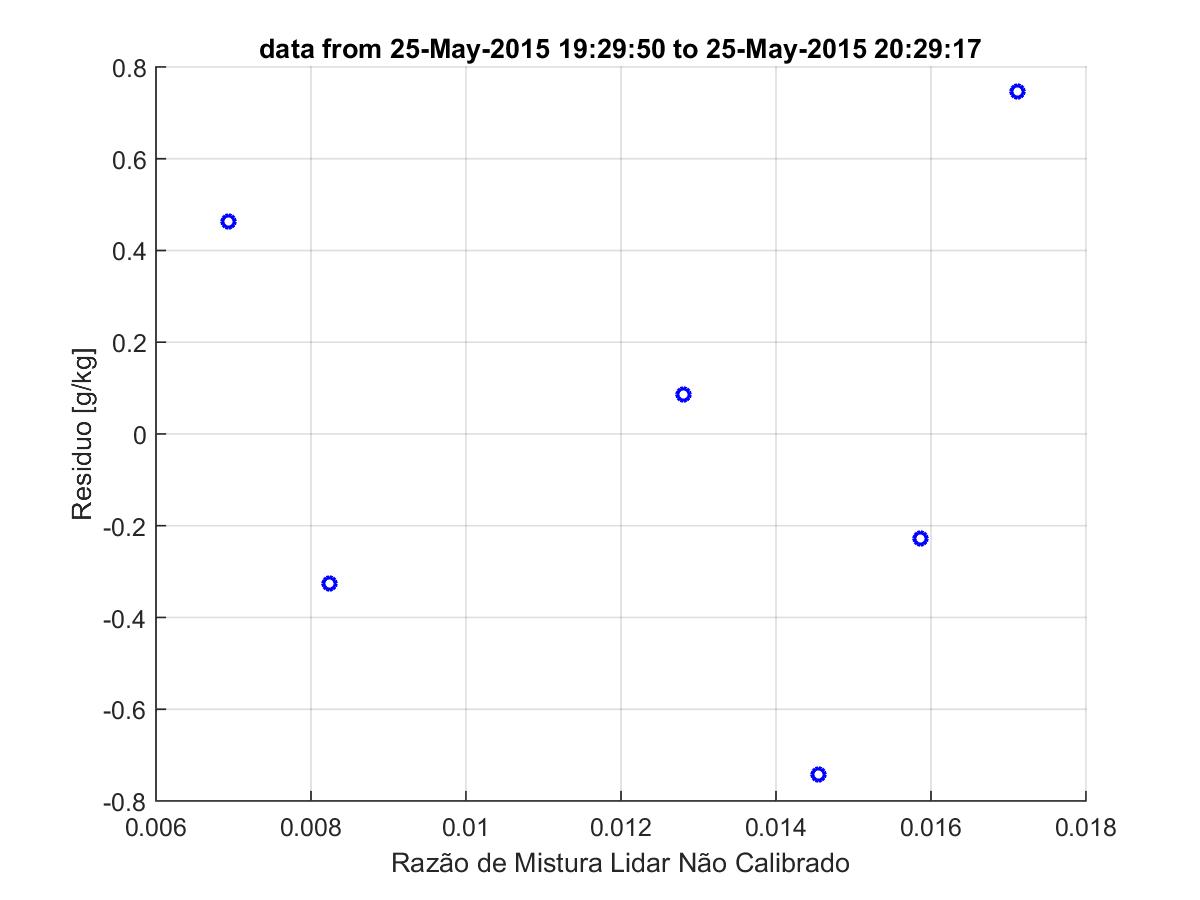 data from 25-May-2015 19:29:50 to 25-May-2015 20:29:17
0.8
0.6
0.4
0.2
0
-0.2
-0.4
-0.6
-0.8
Residuo [g/kg]
0.006 0.008 0.01 0.012 0.014 0.016 0.018
Razão de Mistura Lidar Não Calibrado